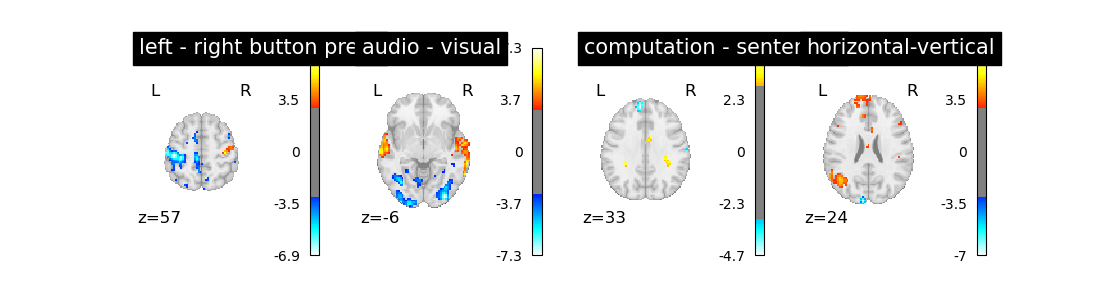 left - right button pre
audio - visual
computation - senter
horizontal-vertical
L R
3.5
0
-3.5
-6.9
z=57
L R
7.3
3.7
0
-3.7
-7.3
z=-6
L R
2.3
0
-2.3
-4.7
z=33
L R
3.5
0
-3.5
-7
z=24